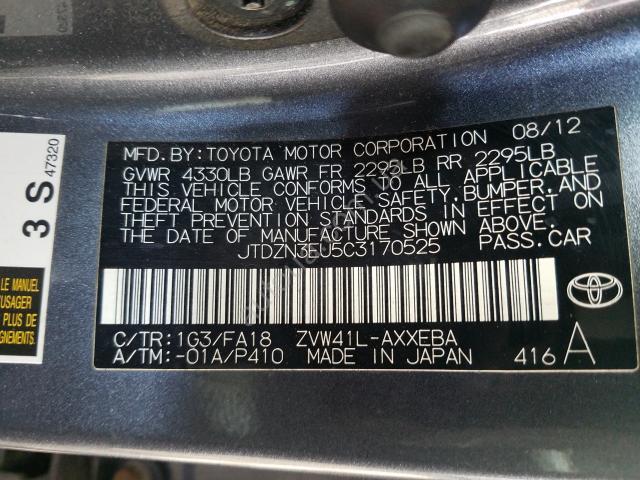 MFD.BY:TOYOTA MOTOR CORPORATION 08/12
GVWR 4330LB GAWR FR 2295LB RR 2295LB
THIS VEHICLE CONFORMS TO ALL APPLICABLE
FEDERAL MOTOR VEHICLE SAFETY,BUMPER,AND
THEFT PREVENTION STANDARDS IN EFFECT ON
THE DATE OF MANUFACTURE SHOWN ABOVE.
JTDZN3EU5C3170525 PASS.CAR
C/TR:1G3/FA18 ZVW41L-AXXEBA
A/TM:-01A/P410 MADE IN JAPAN 416 A
3 S 47320
LE MANUEL
USAGER
PLUS DE
GNEMENTS.